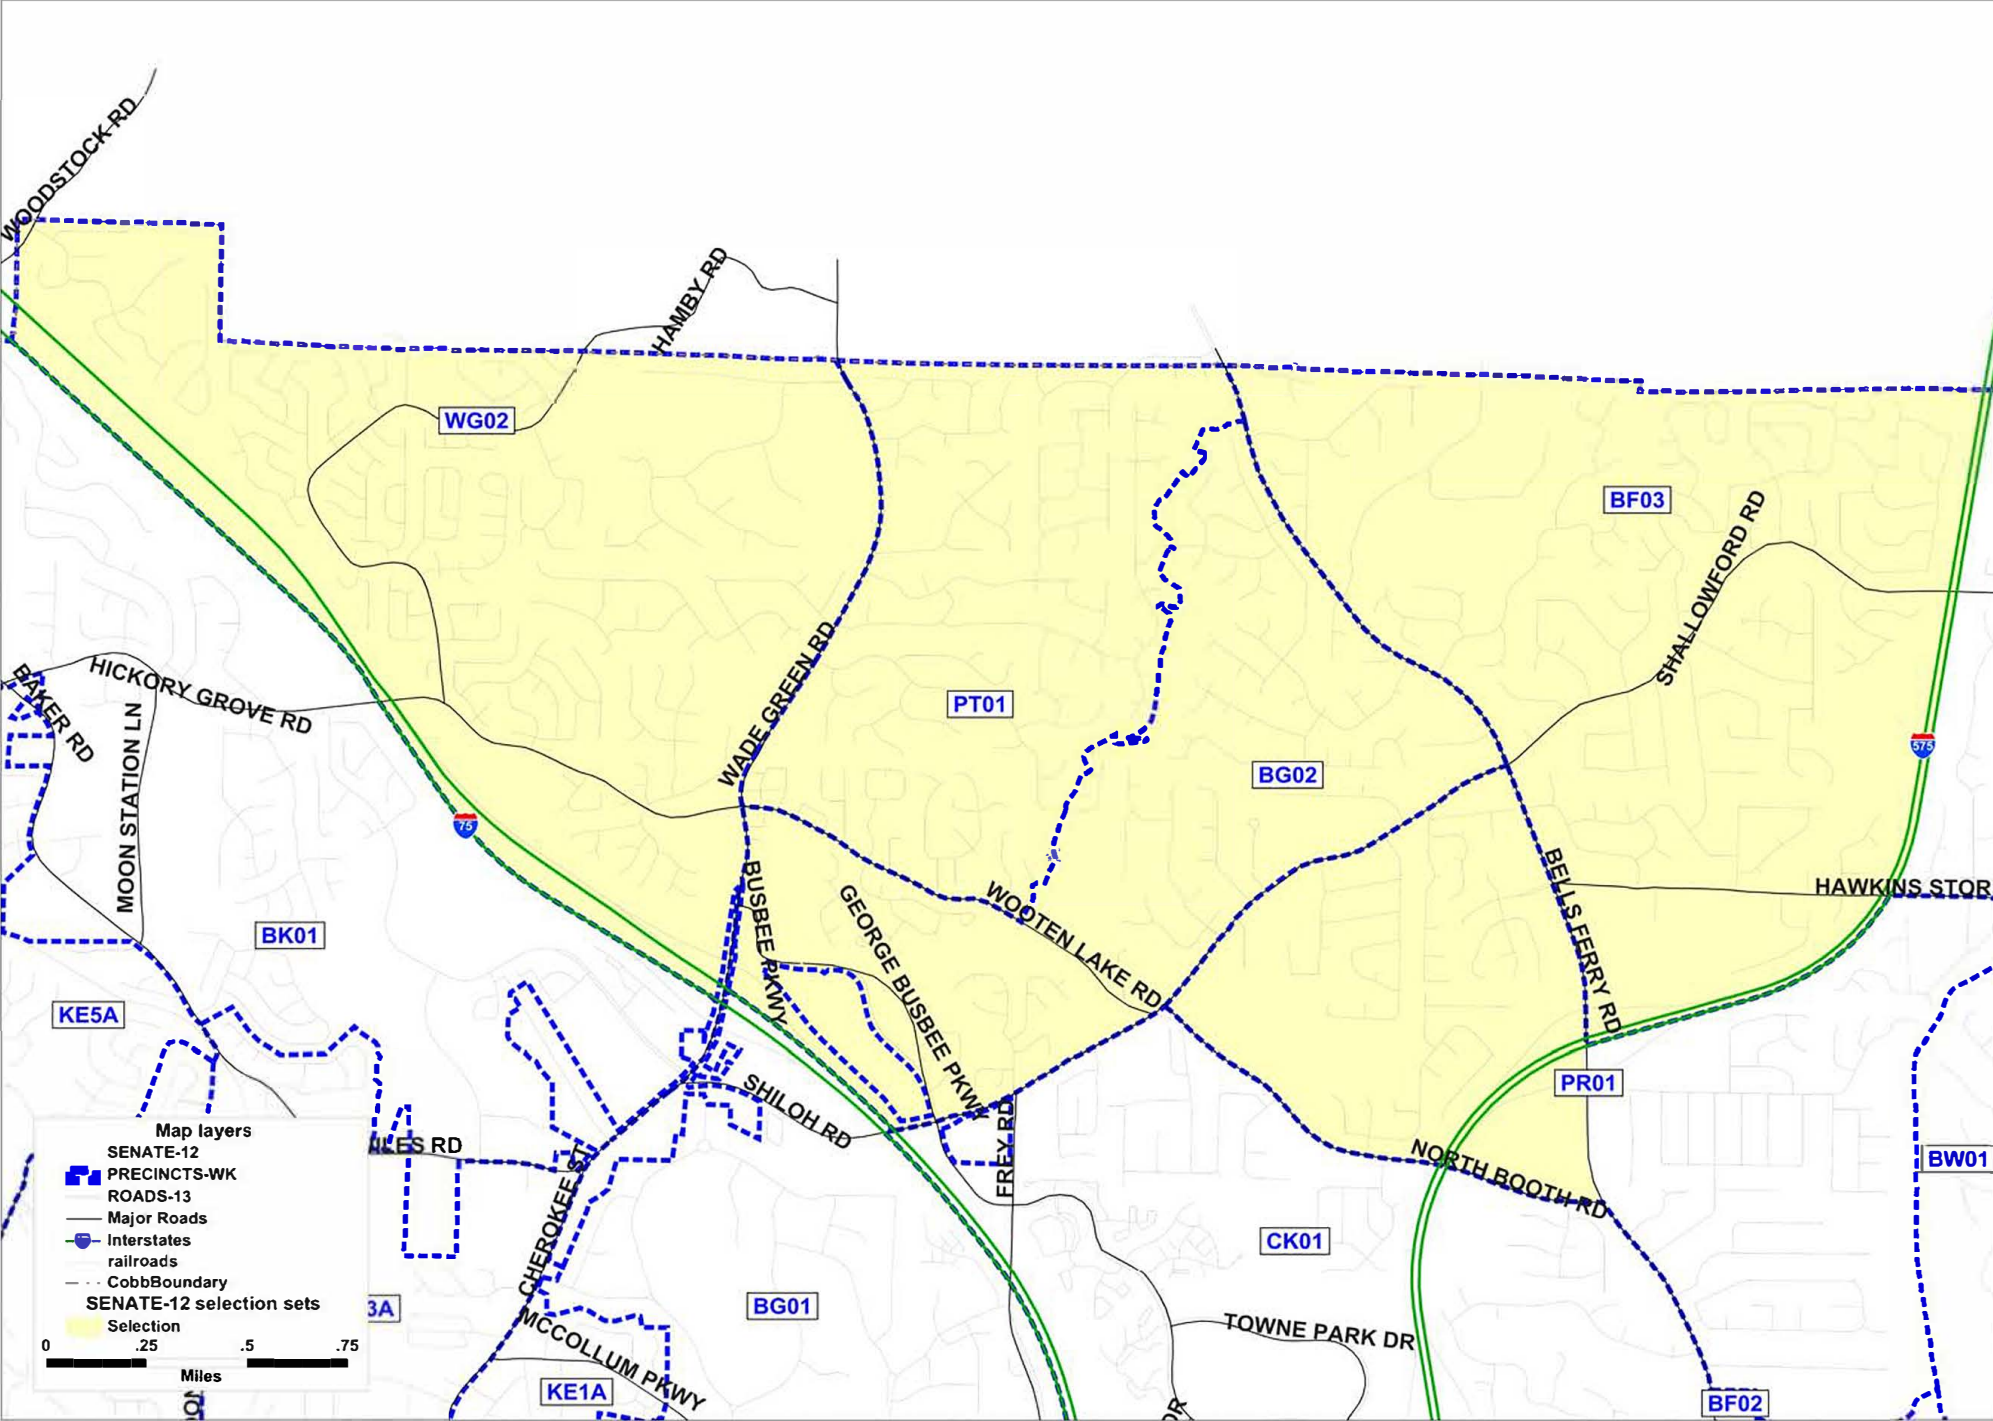 WOODSTOCK RD
HAMBY RD
WG02
BF03
SHALLOWFORD RD
WADE GREEN RD
PT01
HICKORY GROVE RD
BAKER RD
MOON STATION LN
575
BG02
75
BUSBEE PKWY
GEORGE BUSBEE PKWY
WOOTEN LAKE RD
BELLS FERRY RD
HAWKINS STOR
BK01
KE5A
SHILOH RD
FREY RD
PR01
NORTH BOOTH RD
BW01
CHEROKEE ST
CK01
BG01
TOWNE PARK DR
MCCOLLUM PKWY
KE1A
BF02
DR
3A
RD
Map layers
SENATE-12
PRECINCTS-WK
ROADS-13
Major Roads
Interstates
railroads
CobbBoundary
SENATE-12 selection sets
Selection
0 .25 .5 .75
Miles